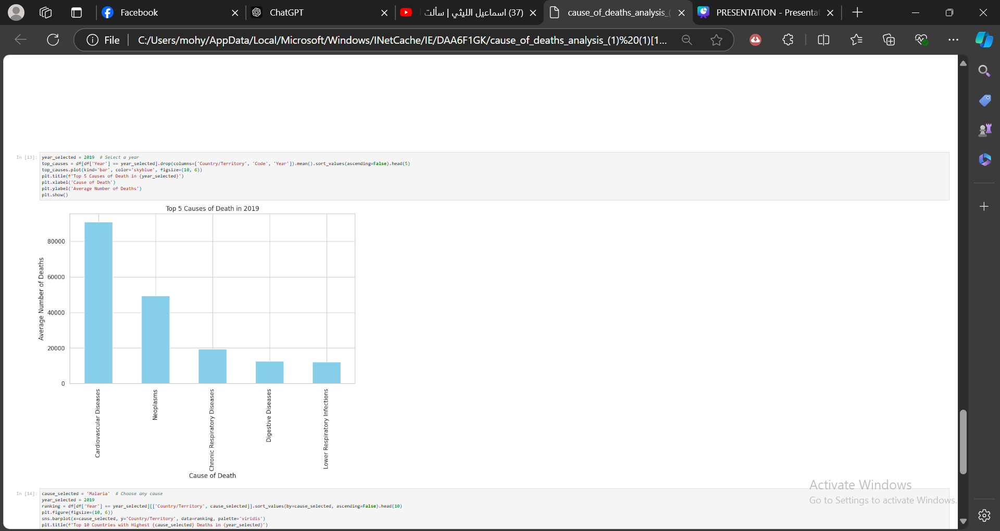 Facebook
ChatGPT
(37) اسماعيل الليثي | سألت
cause_of_deaths_analysis_(
PRESENTATION - Presentat
File
C:/Users/mohy/AppData/Local/Microsoft/Windows/INetCache/IE/DAA6F1GK/cause_of_deaths_analysis_(1)%20(1)[1...
In [13]:
year_selected = 2019  # Select a year
top_causes = df[df['Year'] == year_selected].drop(columns=['Country/Territory', 'Code', 'Year']).mean().sort_values(ascending=False).head(5)
top_causes.plot(kind='bar', color='skyblue', figsize=(10, 6))
plt.title(f'Top 5 Causes of Death in {year_selected}')
plt.xlabel('Cause of Death')
plt.ylabel('Average Number of Deaths')
plt.show()
Top 5 Causes of Death in 2019
Average Number of Deaths
80000
60000
40000
20000
0
Cardiovascular Diseases
Neoplasms
Chronic Respiratory Diseases
Digestive Diseases
Lower Respiratory Infections
Cause of Death
In [14]:
cause_selected = 'Malaria'  # Choose any cause
year_selected = 2019
ranking = df[df['Year'] == year_selected][['Country/Territory', cause_selected]].sort_values(by=cause_selected, ascending=False).head(10)
plt.figure(figsize=(10, 6))
sns.barplot(x=cause_selected, y='Country/Territory', data=ranking, palette='viridis')
plt.title(f'Top 10 Countries with Highest {cause_selected} Deaths in {year_selected}')
Activate Windows
Go to Settings to activate Windows.